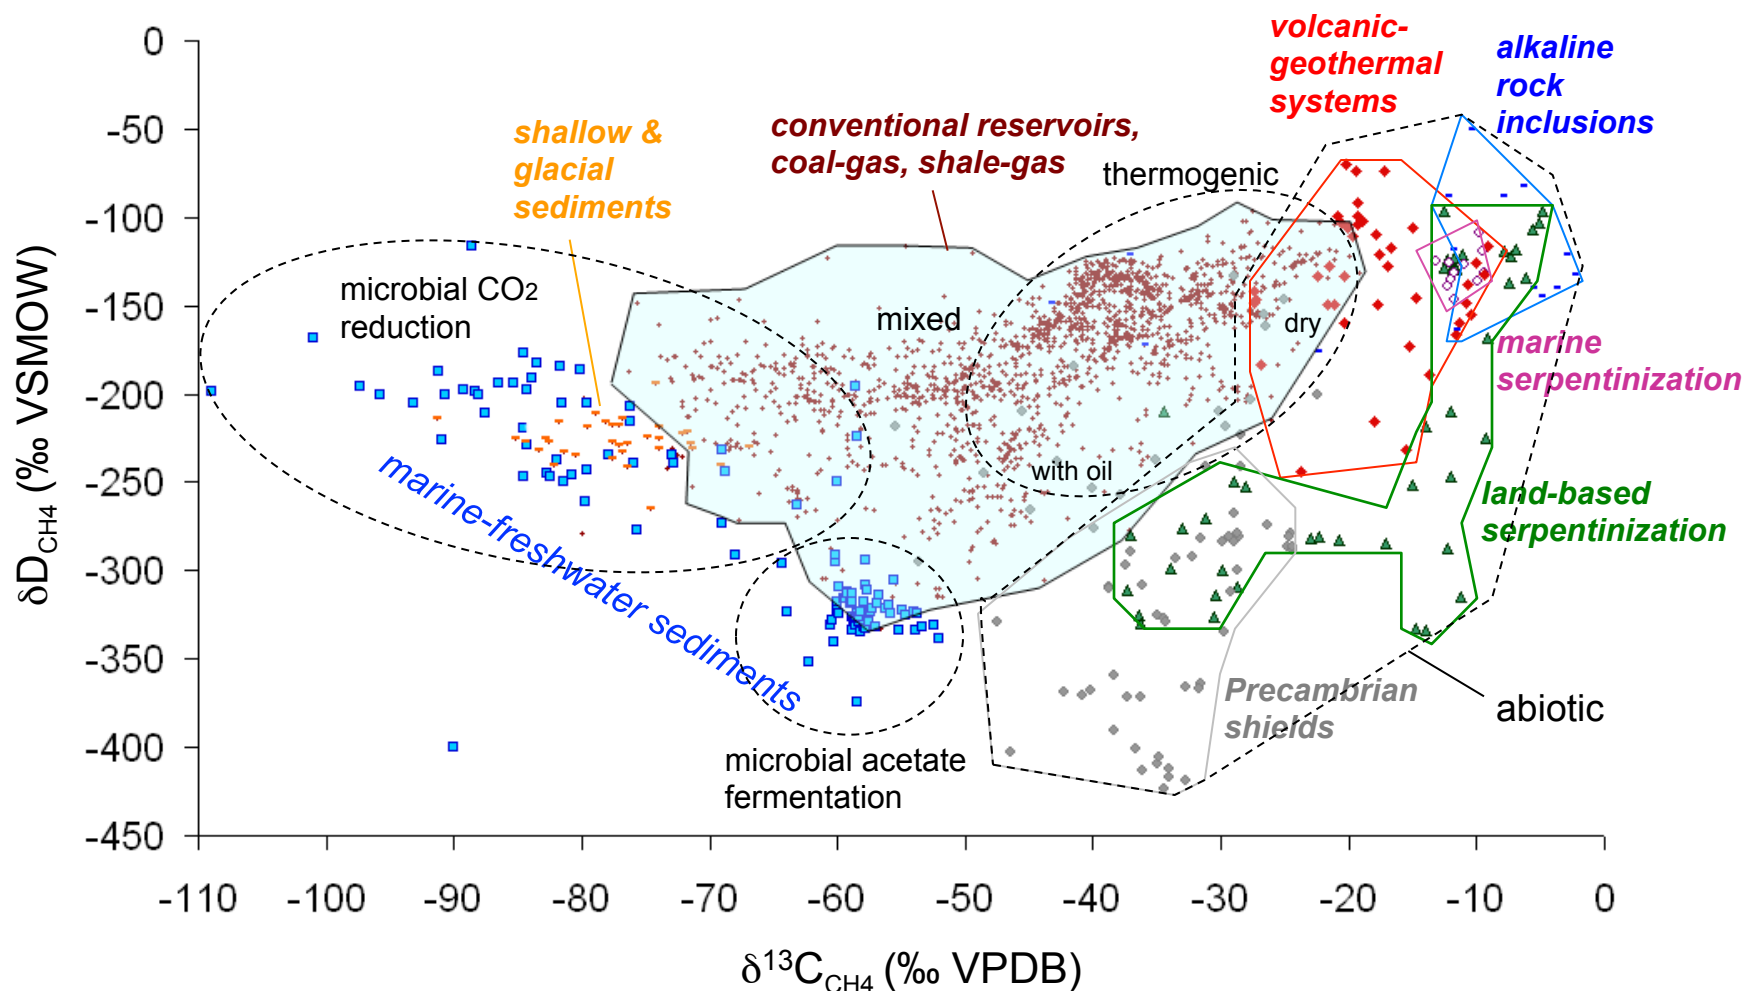 volcanic-
geothermal
systems
alkaline
rock
inclusions
shallow &
glacial
sediments
conventional reservoirs,
coal-gas, shale-gas
thermogenic
microbial CO2
reduction
mixed
dry
with oil
marine
serpentinization
land-based
serpentinization
marine-freshwater sediments
Precambrian
shields
abiotic
microbial acetate
fermentation
0
-50
-100
-150
-200
-250
-300
-350
-400
-450
δD_CH4 (‰ VSMOW)
-110 -100 -90 -80 -70 -60 -50 -40 -30 -20 -10 0
δ¹³C_CH4 (‰ VPDB)